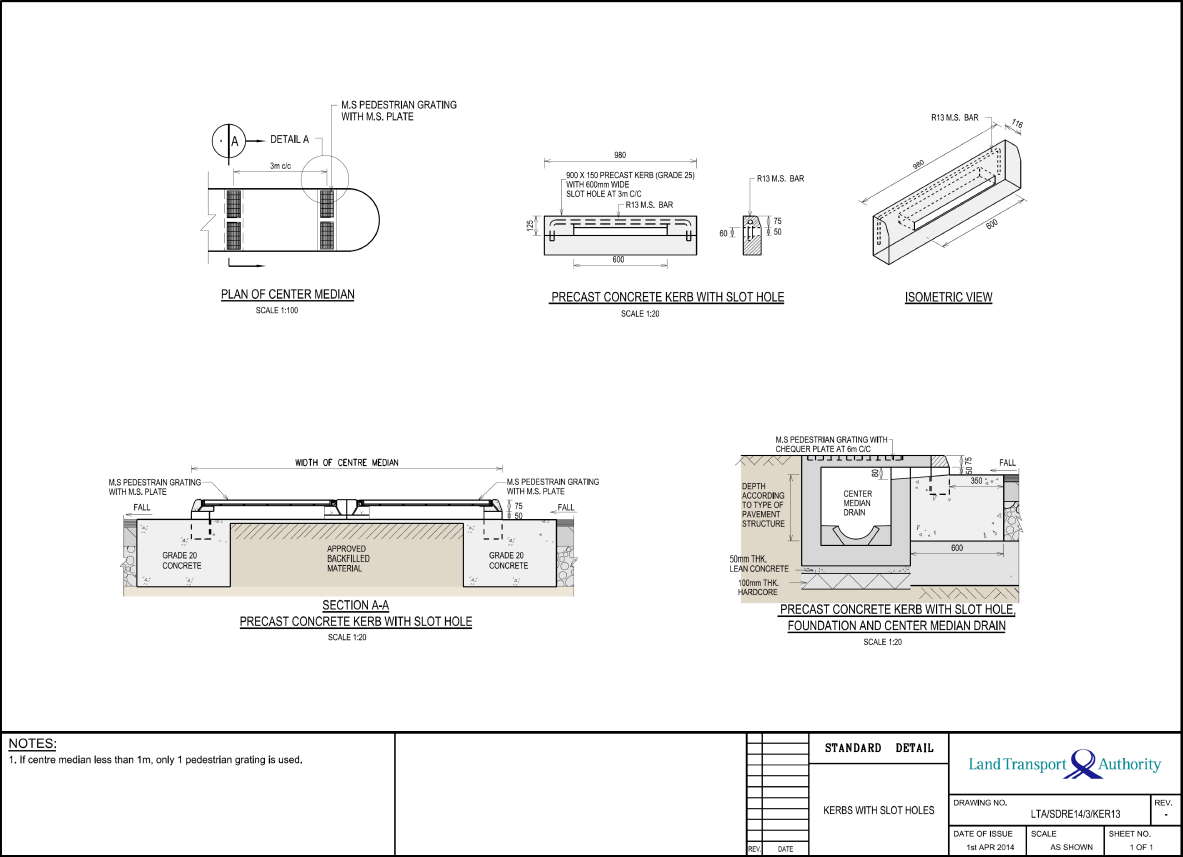 M.S PEDESTRIAN GRATING
WITH M.S. PLATE
A
DETAIL A
3m c/c
PLAN OF CENTER MEDIAN
SCALE 1:100
980
900 X 150 PRECAST KERB (GRADE 25)
WITH 600mm WIDE
SLOT HOLE AT 3m C/C
R13 M.S. BAR
125
600
R13 M.S. BAR
60
75
50
PRECAST CONCRETE KERB WITH SLOT HOLE
SCALE 1:20
R13 M.S. BAR
116
980
600
ISOMETRIC VIEW
WIDTH OF CENTRE MEDIAN
M.S PEDESTRAIN GRATING
WITH M.S. PLATE
M.S PEDESTRAIN GRATING
WITH M.S. PLATE
FALL
75
50
FALL
GRADE 20
CONCRETE
APPROVED
BACKFILLED
MATERIAL
GRADE 20
CONCRETE
SECTION A-A
PRECAST CONCRETE KERB WITH SLOT HOLE
SCALE 1:20
M.S PEDESTRIAN GRATING WITH
CHEQUER PLATE AT 6m C/C
80
50 75
FALL
350
DEPTH
ACCORDING
TO TYPE OF
PAVEMENT
STRUCTURE
CENTER
MEDIAN
DRAIN
600
50mm THK.
LEAN CONCRETE
100mm THK.
HARDCORE
PRECAST CONCRETE KERB WITH SLOT HOLE,
FOUNDATION AND CENTER MEDIAN DRAIN
SCALE 1:20
NOTES:
1. If centre median less than 1m, only 1 pedestrian grating is used.
REV.
DATE
STANDARD DETAIL
KERBS WITH SLOT HOLES
Land Transport Authority
DRAWING NO.
LTA/SDRE14/3/KER13
REV.
-
DATE OF ISSUE
1st APR 2014
SCALE
AS SHOWN
SHEET NO.
1 OF 1